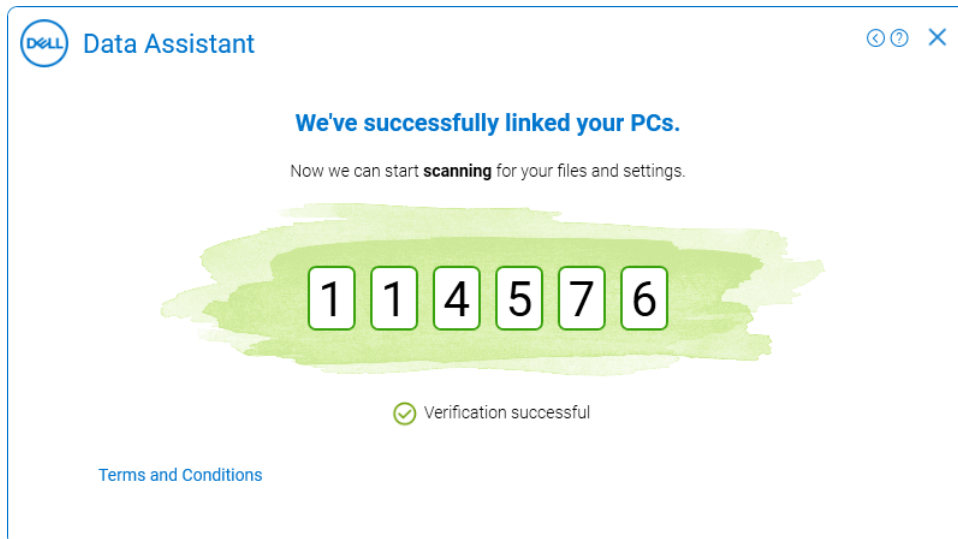 DELL Data Assistant
We've successfully linked your PCs.
Now we can start scanning for your files and settings.
1 1 4 5 7 6
Verification successful
Terms and Conditions